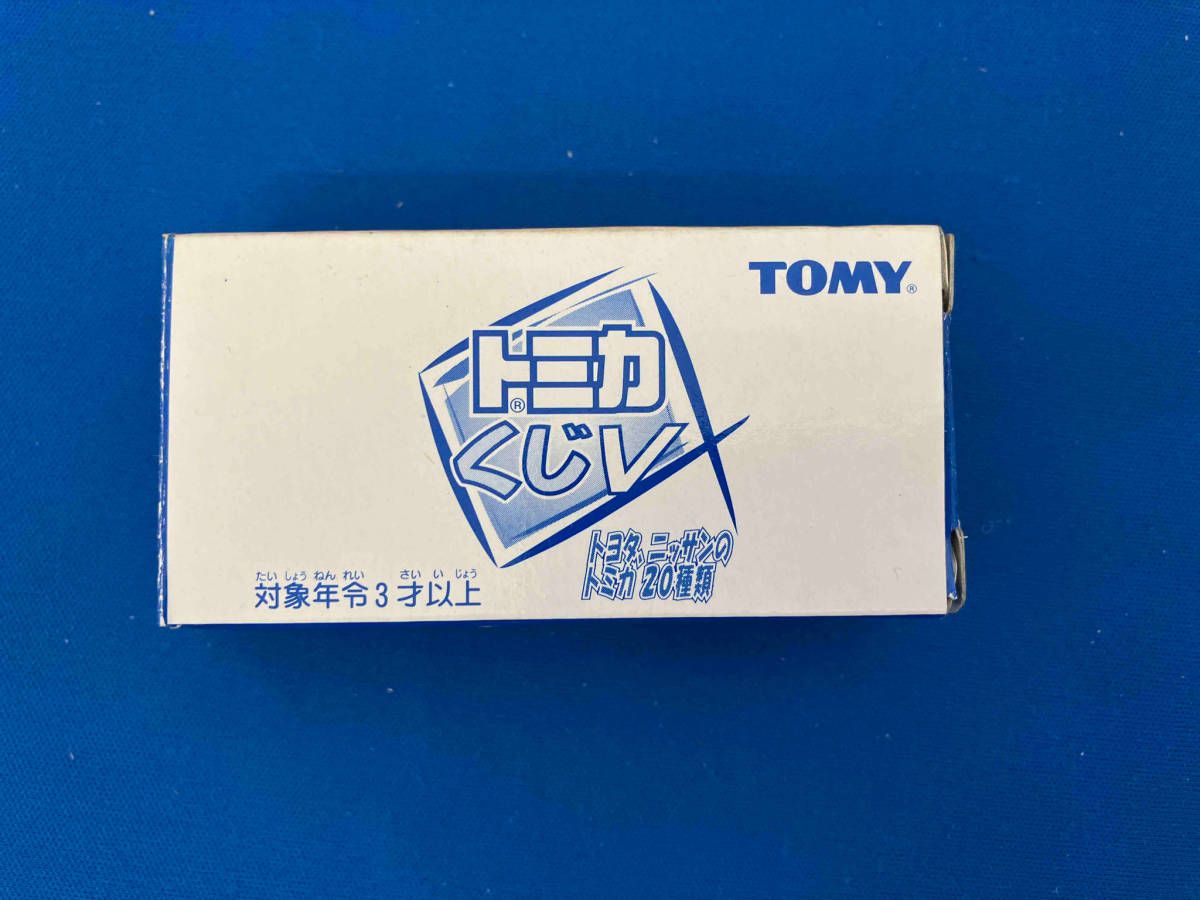 TOMY®
トミカ®
くじV
トヨタ、ニッサンの
トミカ20種類
たいしょうねんれい さいいじょう
対象年令3才以上